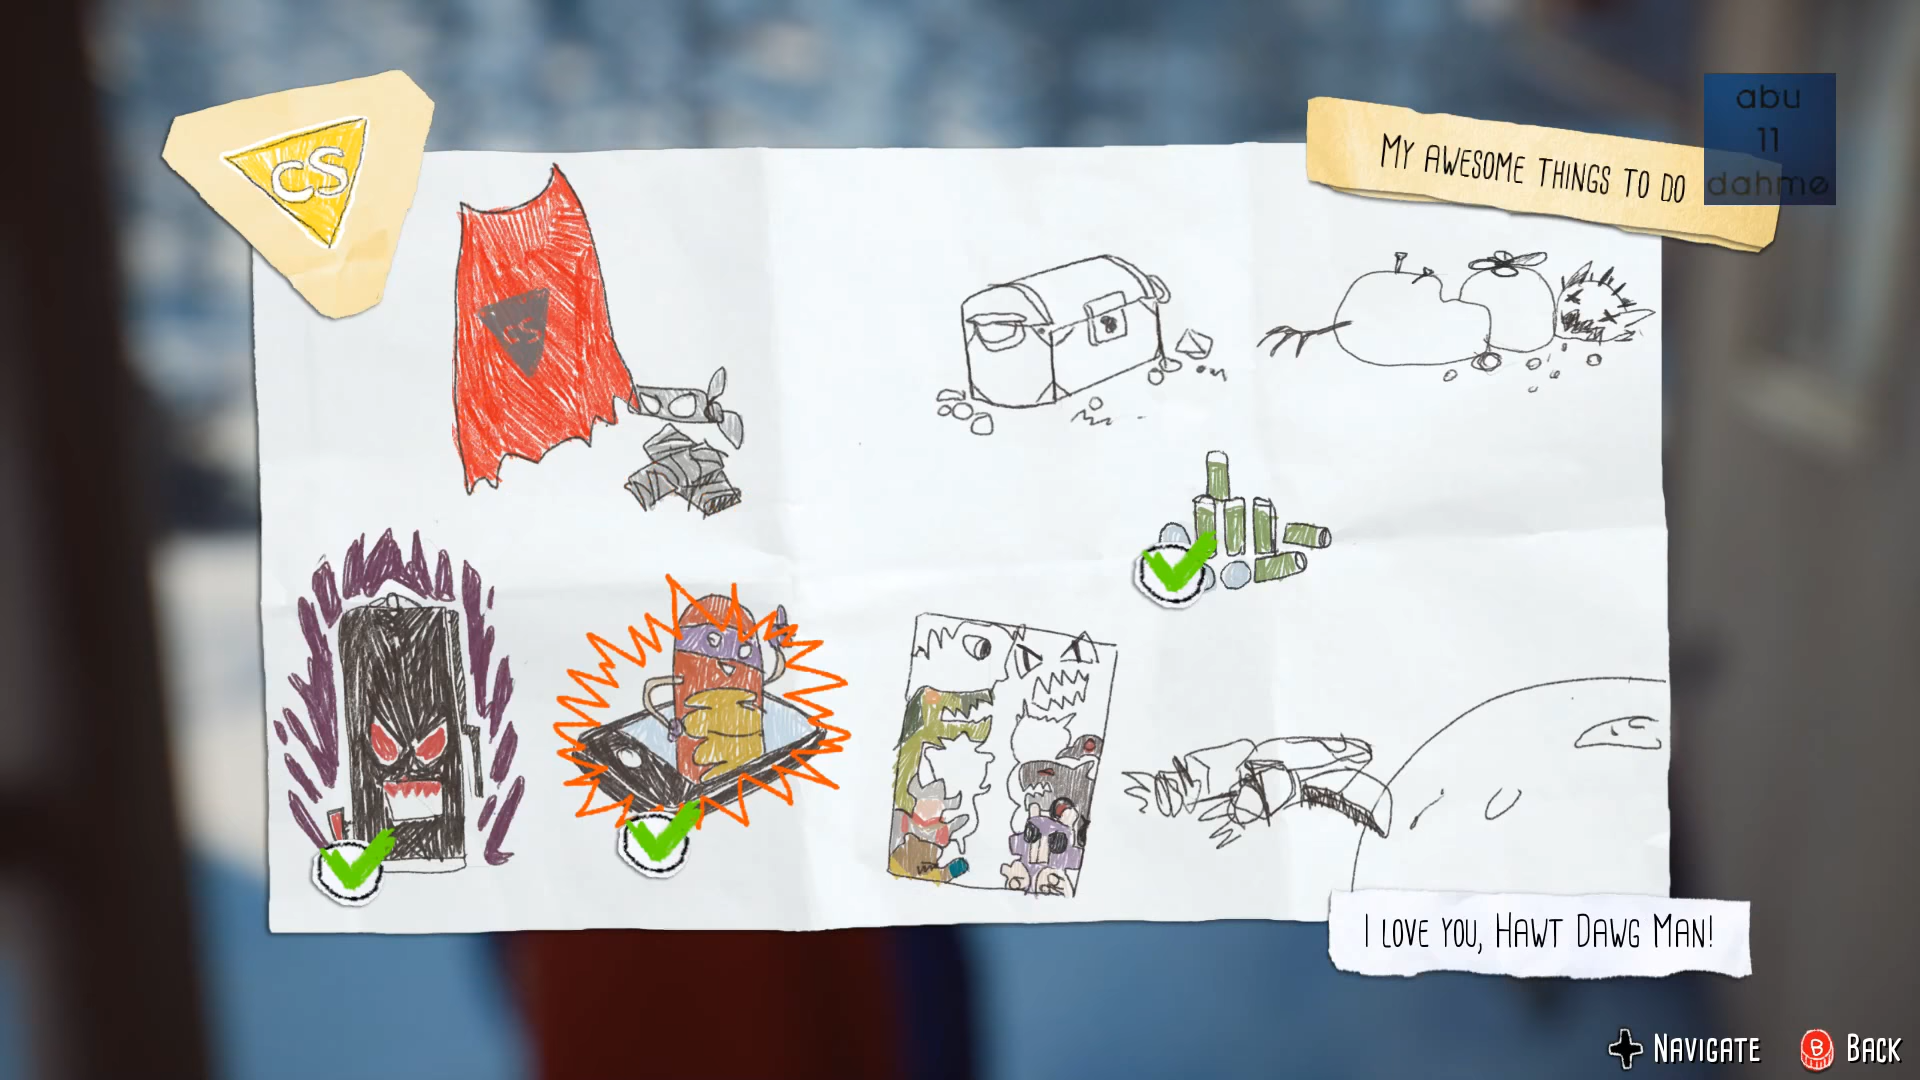 CS
MY AWESOME THINGS TO DO
abu
11
dahme
CS
I LOVE YOU, HAWT DAWG MAN!
NAVIGATE
B BACK